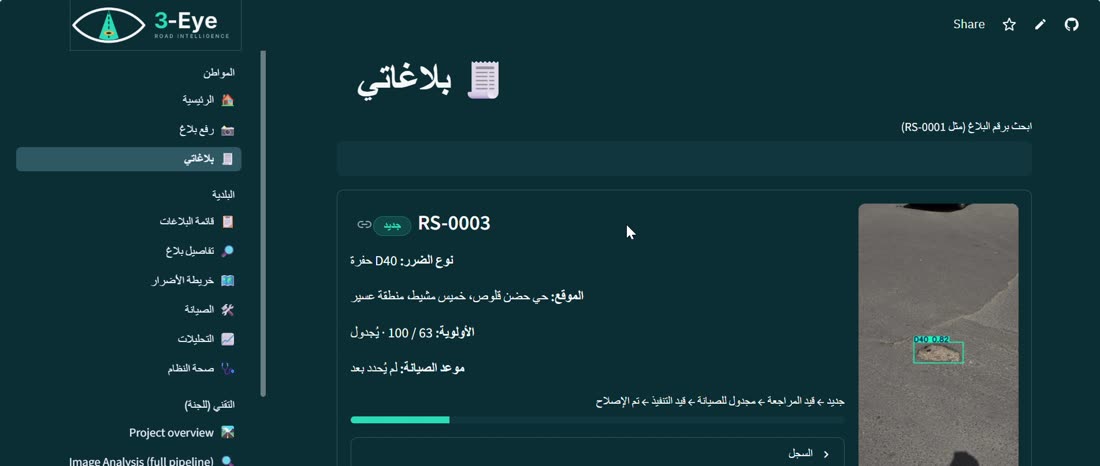 3-Eye
ROAD INTELLIGENCE
Share
المواطن
الرئيسية
رفع بلاغ
بلاغاتي
البلدية
قائمة البلاغات
تفاصيل بلاغ
خريطة الأضرار
الصيانة
التحليلات
صحة النظام
التقني (للجنة)
Project overview
Image Analysis (full pipeline)
بلاغاتي
ابحث برقم البلاغ (مثل RS-0001)
RS-0003 جديد
نوع الضرر: D40 حفرة
الموقع: حي حضن قلوص، خميس مشيط، منطقة عسير
الأولوية: 63 / 100 · يُجدول
موعد الصيانة: لم يُحدد بعد
جديد ← قيد المراجعة ← مجدول للصيانة ← قيد التنفيذ ← تم الإصلاح
السجل
D40 0.82